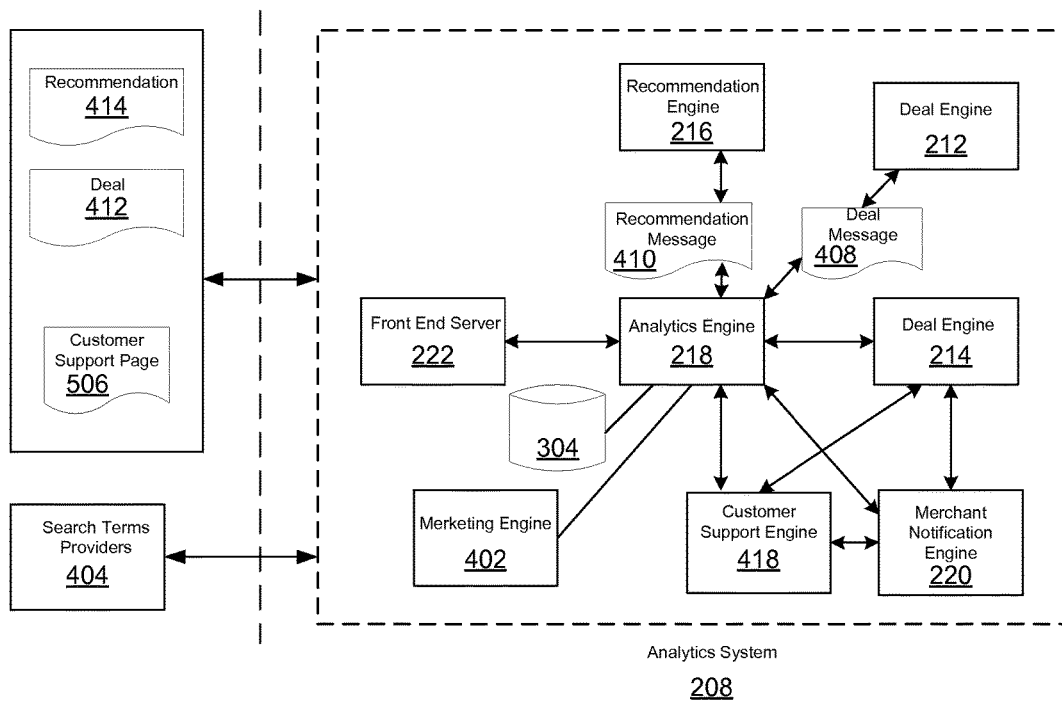 Recommendation
414
Deal
412
Customer
Support Page
506
Search Terms
Providers
404
Recommendation
Engine
216
Deal Engine
212
Recommendation
Message
410
Deal
Message
408
Front End Server
222
Analytics Engine
218
Deal Engine
214
304
Merketing Engine
402
Customer
Support Engine
418
Merchant
Notification
Engine
220
Analytics System
208